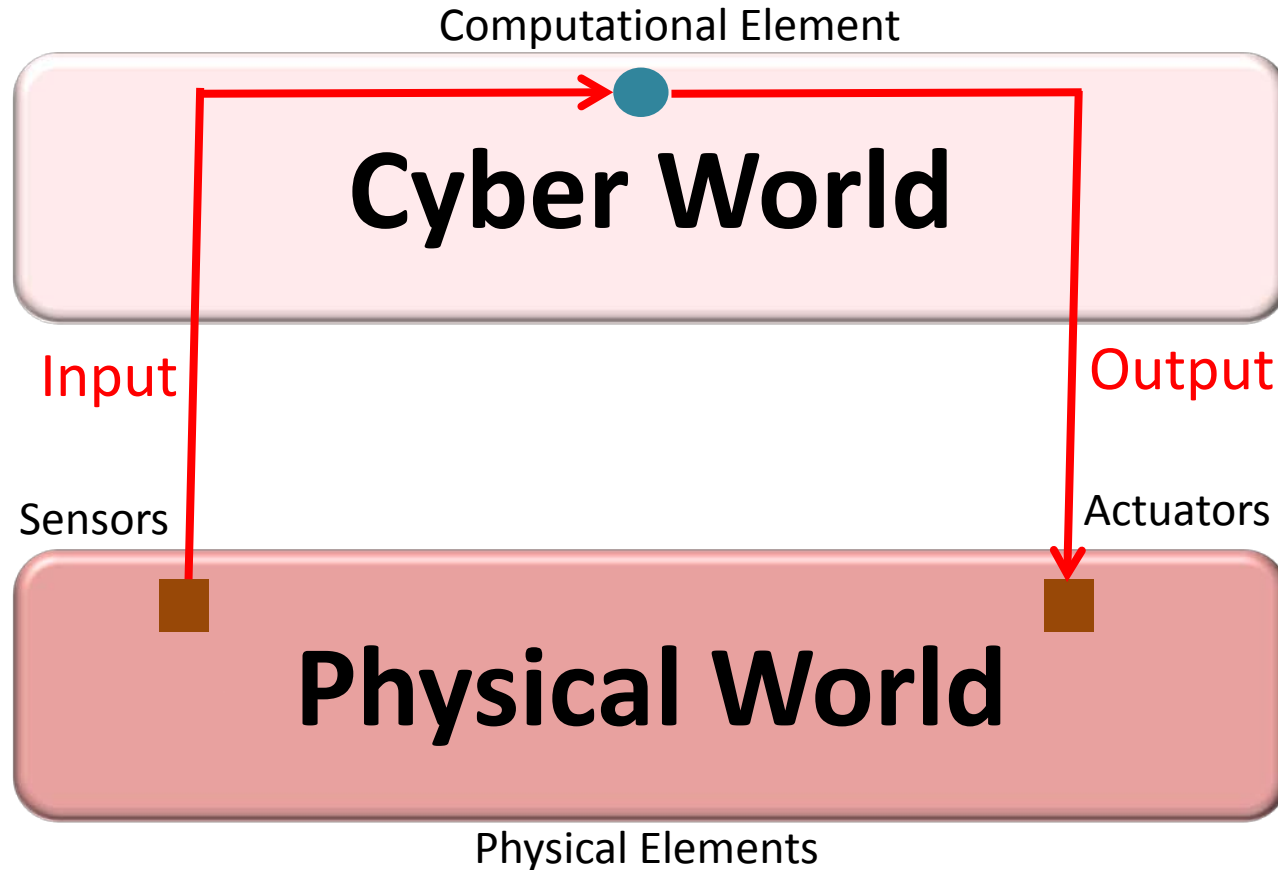 Computational Element
Cyber World
Input
Output
Sensors
Actuators
Physical World
Physical Elements